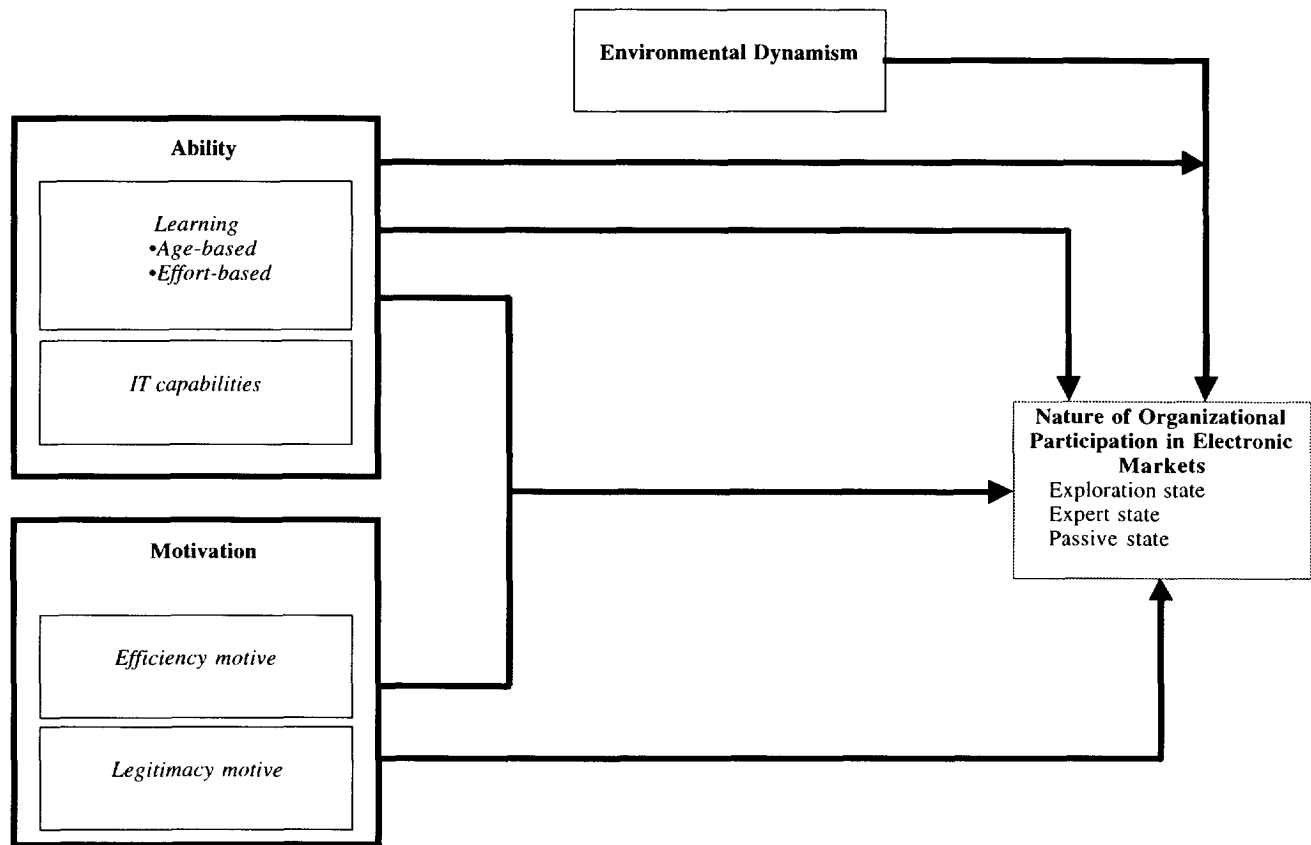 Environmental Dynamism
Ability
Learning
•Age-based
•Effort-based
IT capabilities
Nature of Organizational
Participation in Electronic
Markets
Exploration state
Expert state
Passive state
Motivation
Efficiency motive
Legitimacy motive